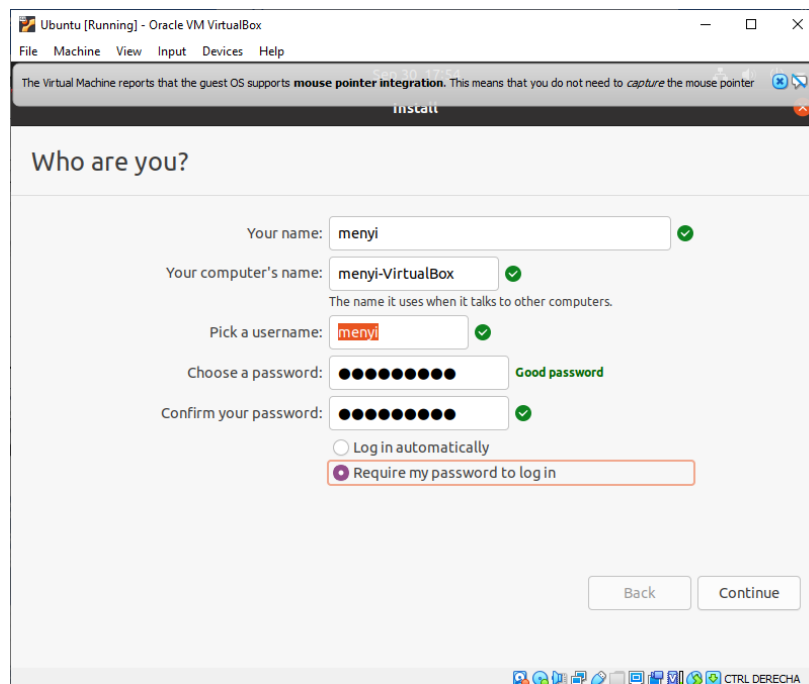 Ubuntu [Running] - Oracle VM VirtualBox
File Machine View Input Devices Help
The Virtual Machine reports that the guest OS supports mouse pointer integration. This means that you do not need to capture the mouse pointer
Install
Who are you?
Your name: menyi
Your computer's name: menyi-VirtualBox
The name it uses when it talks to other computers.
Pick a username: menyi
Choose a password: ●●●●●●●●● Good password
Confirm your password: ●●●●●●●●●
Log in automatically
Require my password to log in
Back Continue
CTRL DERECHA